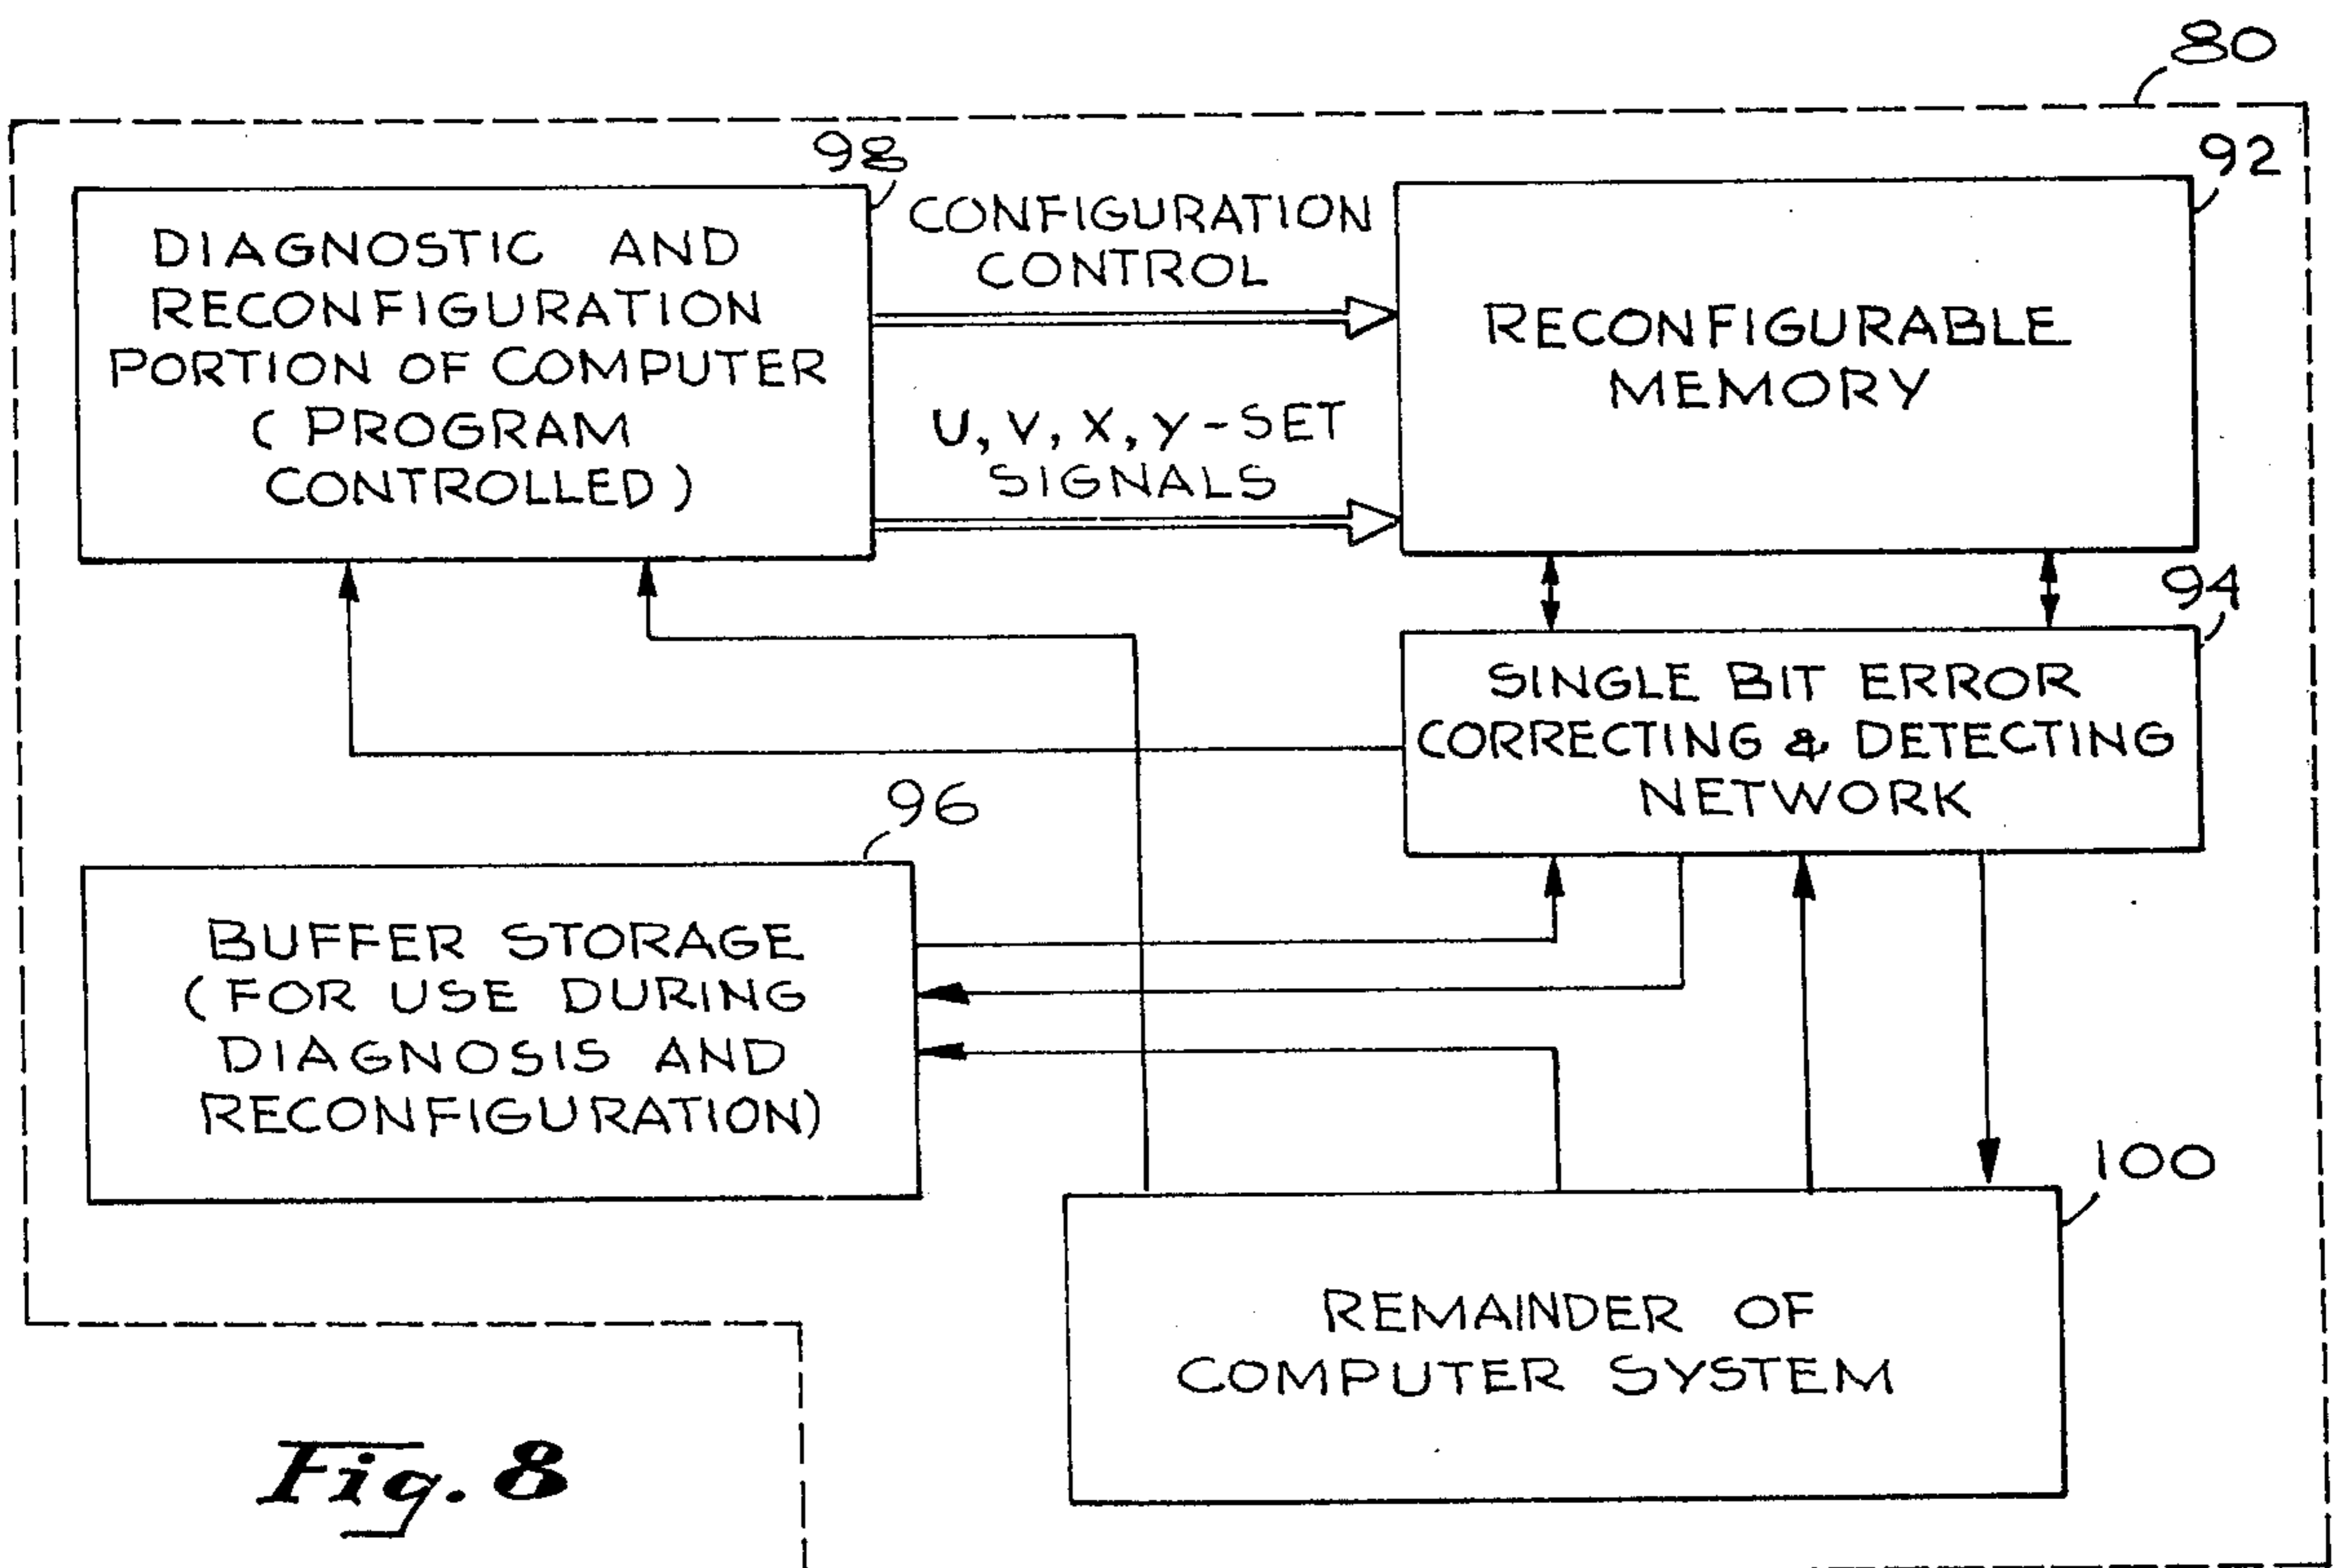 80
98
DIAGNOSTIC AND
RECONFIGURATION
PORTION OF COMPUTER
( PROGRAM
CONTROLLED )
CONFIGURATION
CONTROL
U, V, X, Y - SET
SIGNALS
92
RECONFIGURABLE
MEMORY
94
SINGLE BIT ERROR
CORRECTING & DETECTING
NETWORK
96
BUFFER STORAGE
( FOR USE DURING
DIAGNOSIS AND
RECONFIGURATION)
100
REMAINDER OF
COMPUTER SYSTEM
Fig. 8